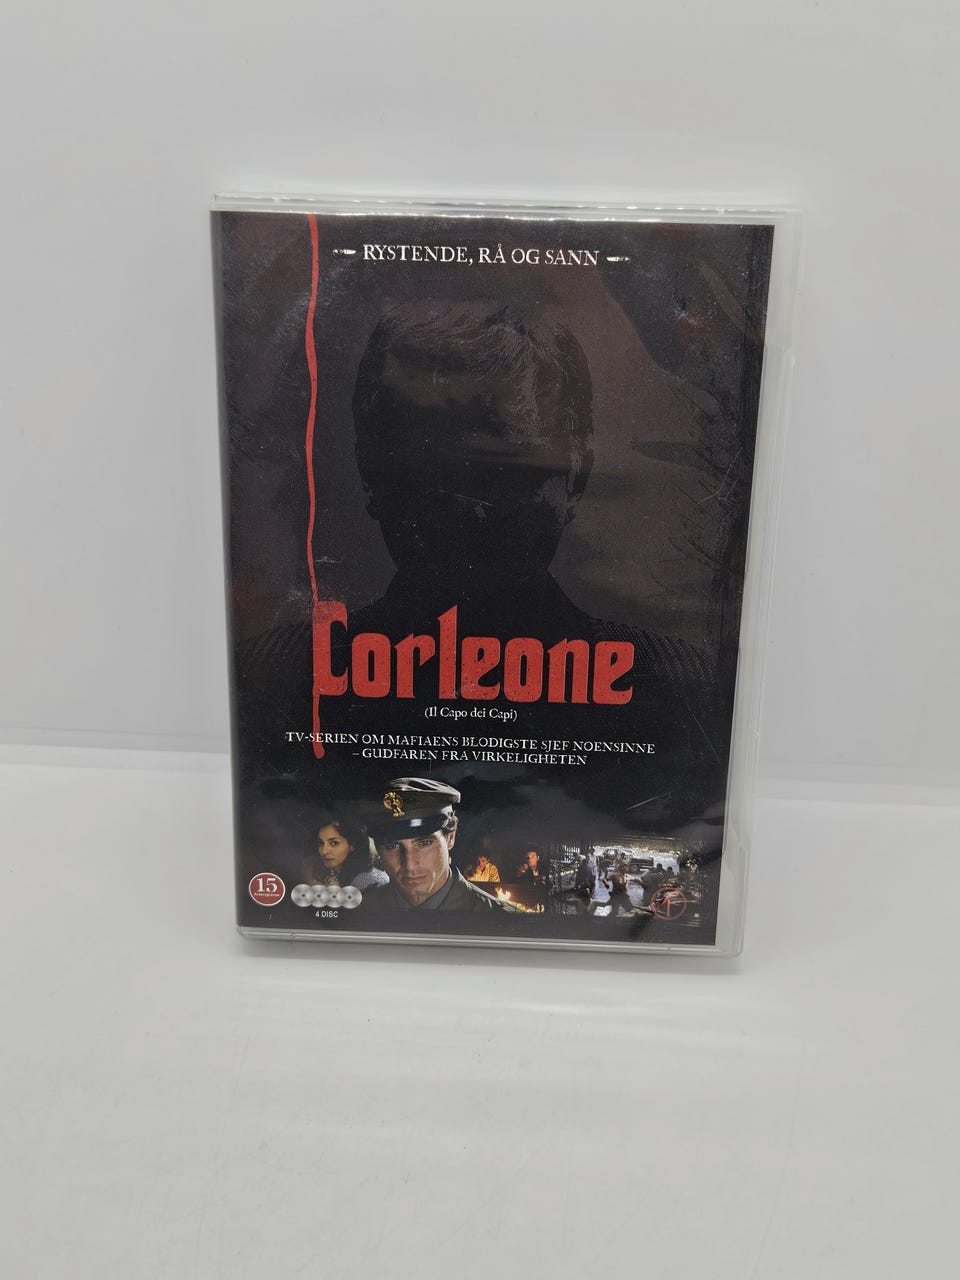 RYSTENDE, RÅ OG SANN
Corleone
(Il Capo dei Capi)
TV-SERIEN OM MAFIAENS BLODIGSTE SJEF NOENSINNE
– GUDFAREN FRA VIRKELIGHETEN
15
4 DISC